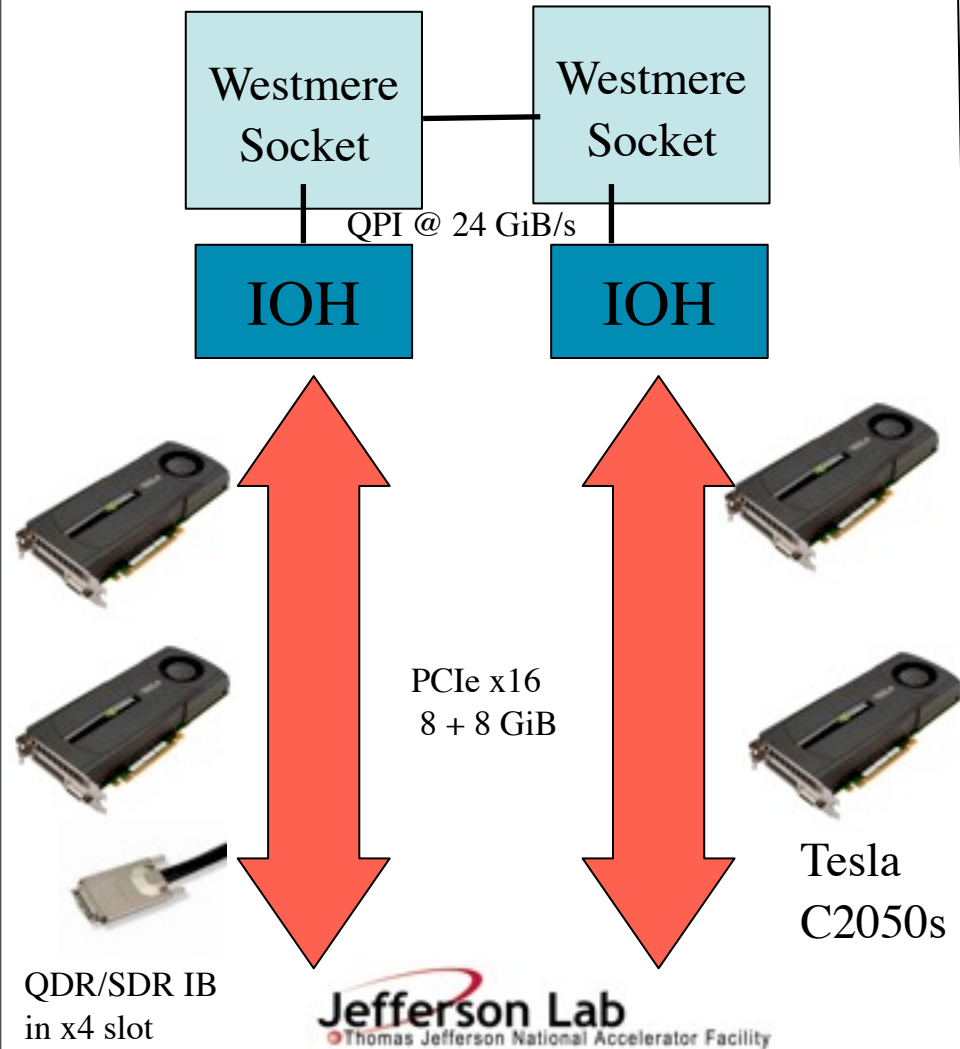 Westmere
Socket
Westmere
Socket
QPI @ 24 GiB/s
IOH
IOH
PCIe x16
8 + 8 GiB
Tesla
C2050s
QDR/SDR IB
in x4 slot
Jefferson Lab
Thomas Jefferson National Accelerator Facility